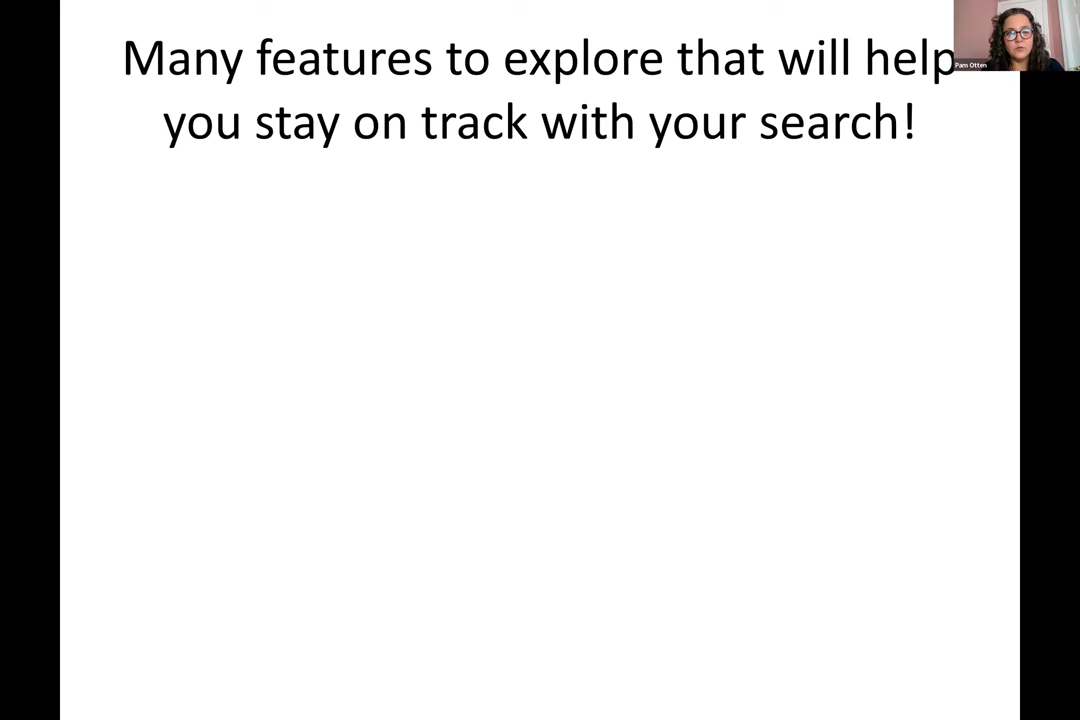 Many features to explore that will help
you stay on track with your search!
Pam Otten